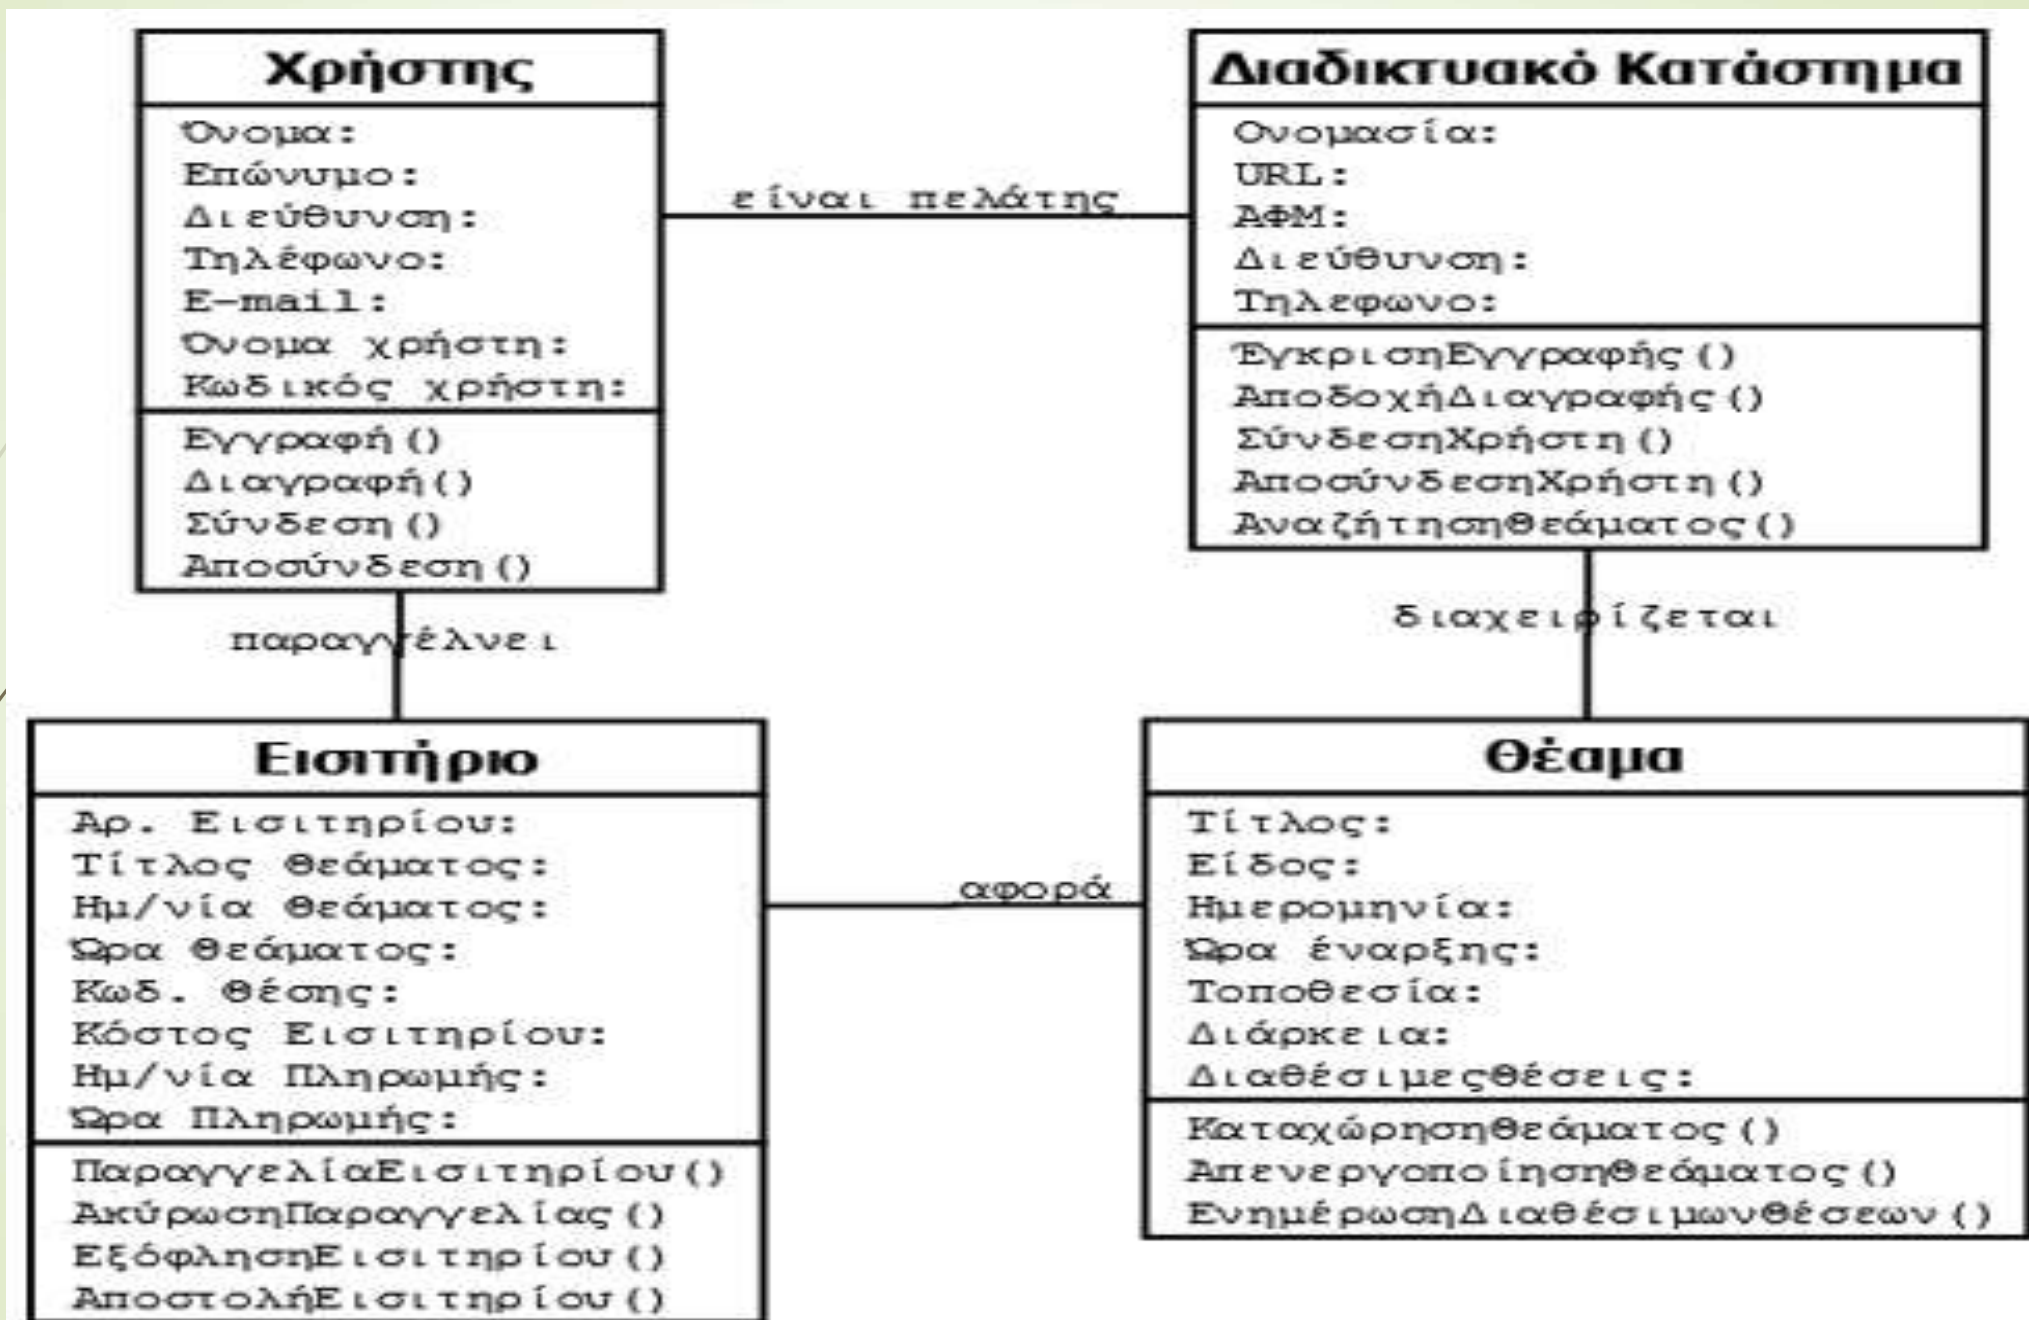 Χρήστης
Όνομα:
Επώνυμο:
Διεύθυνση:
Τηλέφωνο:
E-mail:
Όνομα χρήστη:
Κωδικός χρήστη:
Εγγραφή()
Διαγραφή()
Σύνδεση()
Αποσύνδεση()
είναι πελάτης
Διαδικτυακό Κατάστημα
Ονομασία:
URL:
ΑΦΜ:
Διεύθυνση:
Τηλεφωνο:
ΈγκρισηΕγγραφής()
ΑποδοχήΔιαγραφής()
ΣύνδεσηΧρήστη()
ΑποσύνδεσηΧρήστη()
ΑναζήτησηΘεάματος()
παραγγέλνει
διαχειρίζεται
Εισιτήριο
Αρ. Εισιτηρίου:
Τίτλος Θεάματος:
Ημ/νία Θεάματος:
Ώρα Θεάματος:
Κωδ. Θέσης:
Κόστος Εισιτηρίου:
Ημ/νία Πληρωμής:
Ώρα Πληρωμής:
ΠαραγγελίαΕισιτηρίου()
ΑκύρωσηΠαραγγελίας()
ΕξόφλησηΕισιτηρίου()
ΑποστολήΕισιτηρίου()
αφορά
Θέαμα
Τίτλος:
Είδος:
Ημερομηνία:
Ώρα έναρξης:
Τοποθεσία:
Διάρκεια:
ΔιαθέσιμεςΘέσεις:
ΚαταχώρησηΘεάματος()
ΑπενεργοποίησηΘεάματος()
ΕνημέρωσηΔιαθέσιμωνΘέσεων()